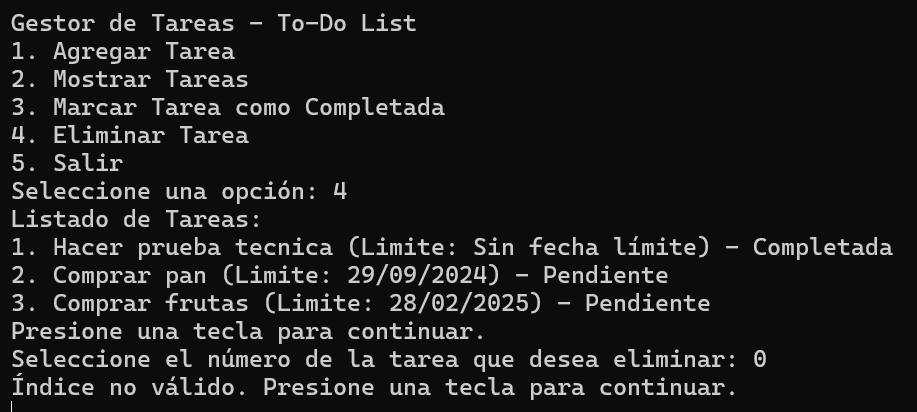 Gestor de Tareas - To-Do List
1. Agregar Tarea
2. Mostrar Tareas
3. Marcar Tarea como Completada
4. Eliminar Tarea
5. Salir
Seleccione una opción: 4
Listado de Tareas:
1. Hacer prueba tecnica (Limite: Sin fecha límite) - Completada
2. Comprar pan (Limite: 29/09/2024) - Pendiente
3. Comprar frutas (Limite: 28/02/2025) - Pendiente
Presione una tecla para continuar.
Seleccione el número de la tarea que desea eliminar: 0
Índice no válido. Presione una tecla para continuar.